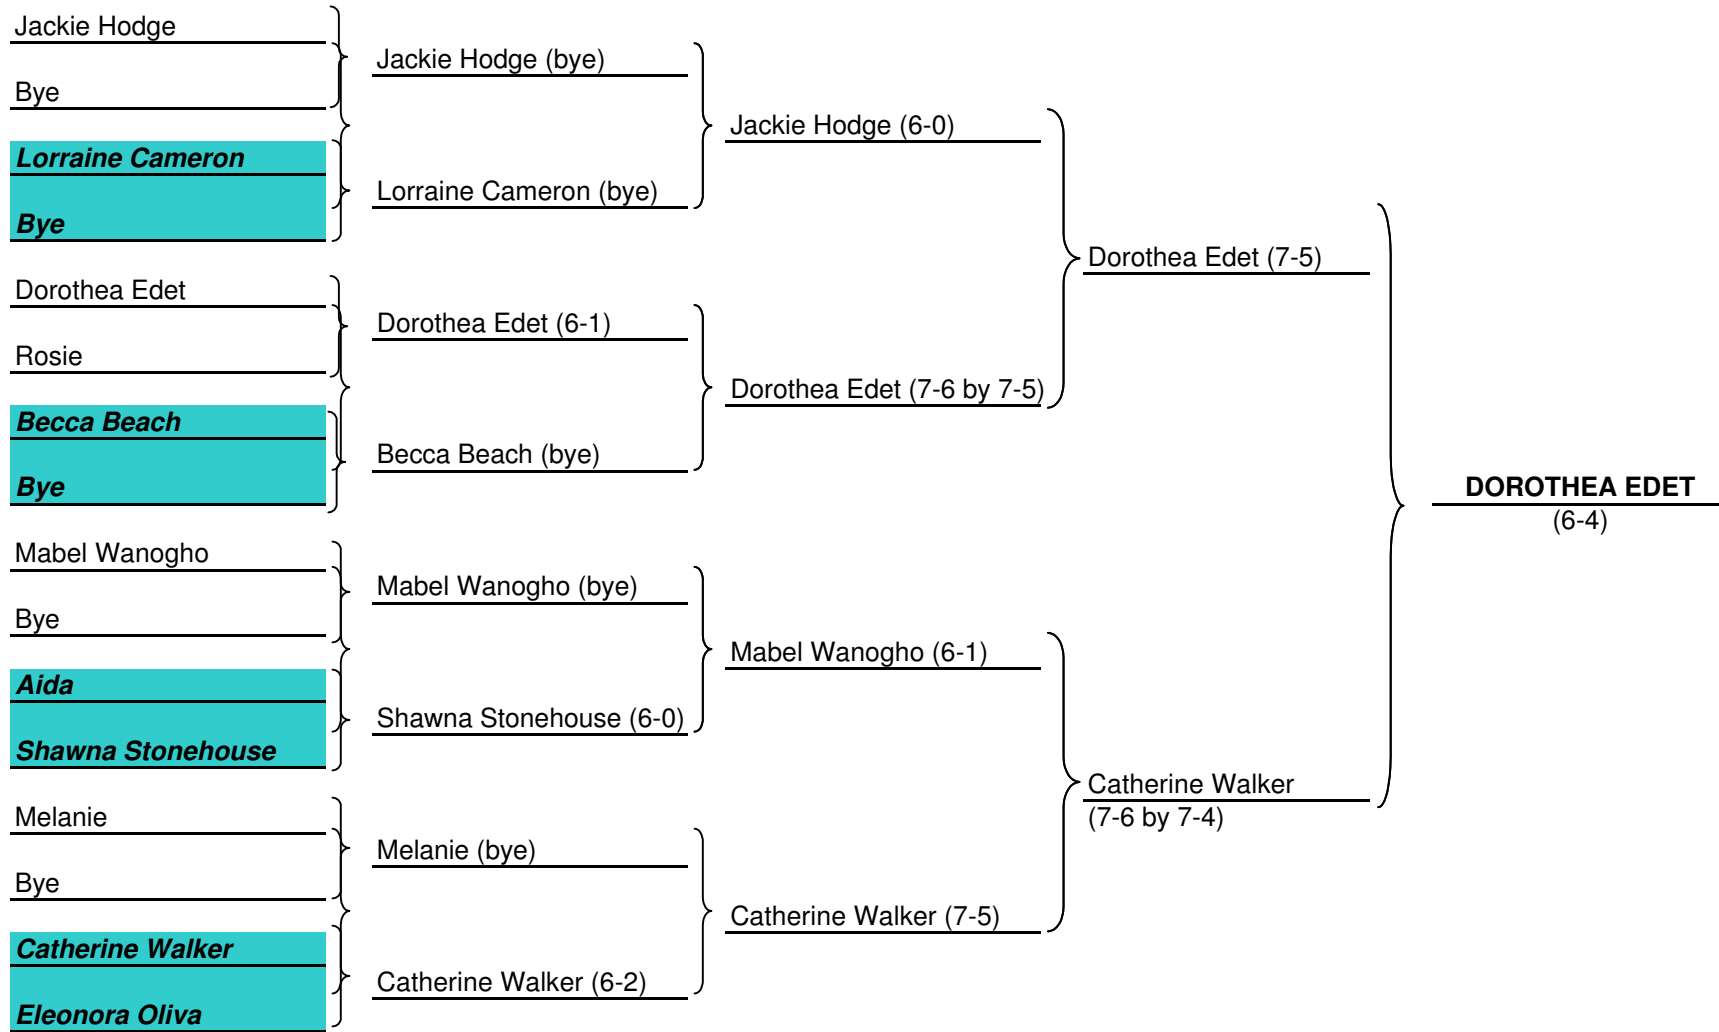 Jackie Hodge
Bye
Lorraine Cameron
Bye
Dorothea Edet
Rosie
Becca Beach
Bye
Mabel Wanogho
Bye
Aida
Shawna Stonehouse
Melanie
Bye
Catherine Walker
Eleonora Oliva
Jackie Hodge (bye)
Lorraine Cameron (bye)
Dorothea Edet (6-1)
Becca Beach (bye)
Mabel Wanogho (bye)
Shawna Stonehouse (6-0)
Melanie (bye)
Catherine Walker (6-2)
Jackie Hodge (6-0)
Dorothea Edet (7-6 by 7-5)
Mabel Wanogho (6-1)
Catherine Walker (7-5)
Dorothea Edet (7-5)
Catherine Walker
(7-6 by 7-4)
DOROTHEA EDET
(6-4)